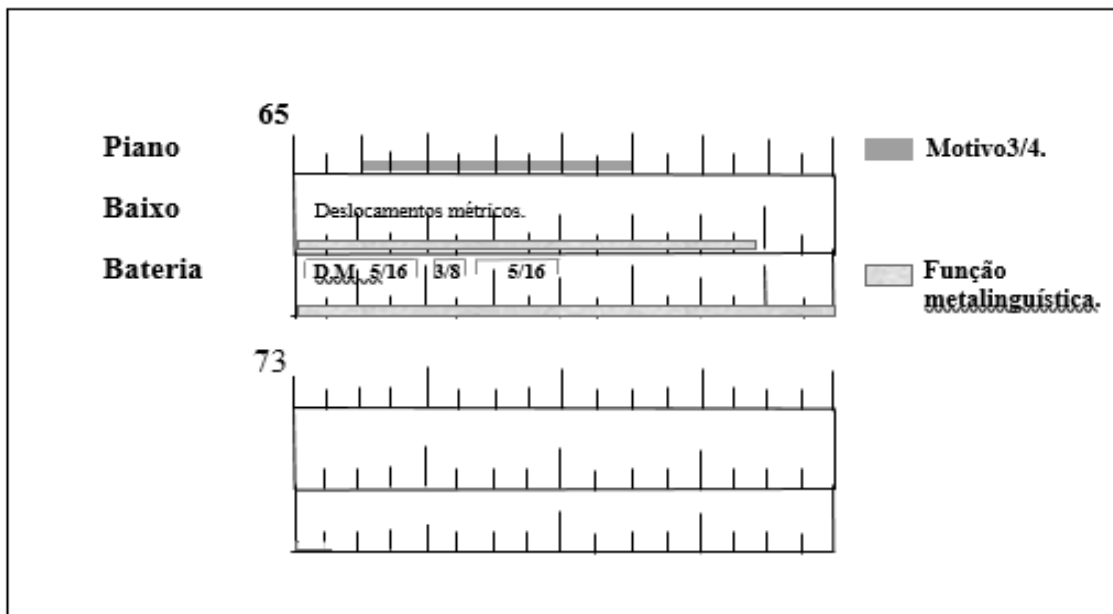 65
Piano
Motivo3/4.
Baixo
Deslocamentos métricos.
Bateria
D.M. 5/16 3/8 5/16
Função
metalinguística.
73